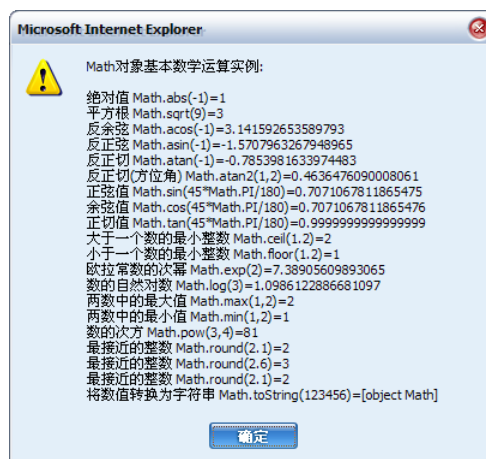 Microsoft Internet Explorer
Math对象基本数学运算实例:
绝对值 Math.abs(-1)=1
平方根 Math.sqrt(9)=3
反余弦 Math.acos(-1)=3.141592653589793
反正弦 Math.asin(-1)=-1.5707963267948965
反正切 Math.atan(-1)=-0.7853981633974483
反正切(方位角) Math.atan2(1,2)=0.4636476090008061
正弦值 Math.sin(45*Math.PI/180)=0.7071067811865475
余弦值 Math.cos(45*Math.PI/180)=0.7071067811865476
正切值 Math.tan(45*Math.PI/180)=0.9999999999999999
大于一个数的最小整数 Math.ceil(1.2)=2
小于一个数的最小整数 Math.floor(1.2)=1
欧拉常数的次幂 Math.exp(2)=7.38905609893065
数的自然对数 Math.log(3)=1.0986122886681097
两数中的最大值 Math.max(1,2)=2
两数中的最小值 Math.min(1,2)=1
数的次方 Math.pow(3,4)=81
最接近的整数 Math.round(2.1)=2
最接近的整数 Math.round(2.6)=3
最接近的整数 Math.round(2.1)=2
将数值转换为字符串 Math.toString(123456)=[object Math]
确定